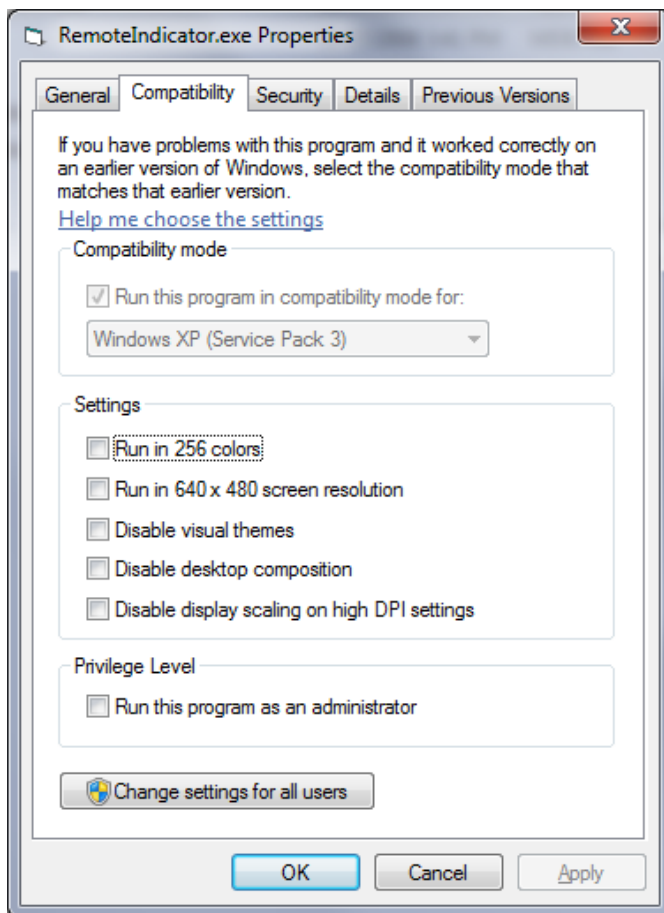 RemoteIndicator.exe Properties
General Compatibility Security Details Previous Versions
If you have problems with this program and it worked correctly on
an earlier version of Windows, select the compatibility mode that
matches that earlier version.
Help me choose the settings
Compatibility mode
Run this program in compatibility mode for:
Windows XP (Service Pack 3)
Settings
Run in 256 colors
Run in 640 x 480 screen resolution
Disable visual themes
Disable desktop composition
Disable display scaling on high DPI settings
Privilege Level
Run this program as an administrator
Change settings for all users
OK Cancel Apply